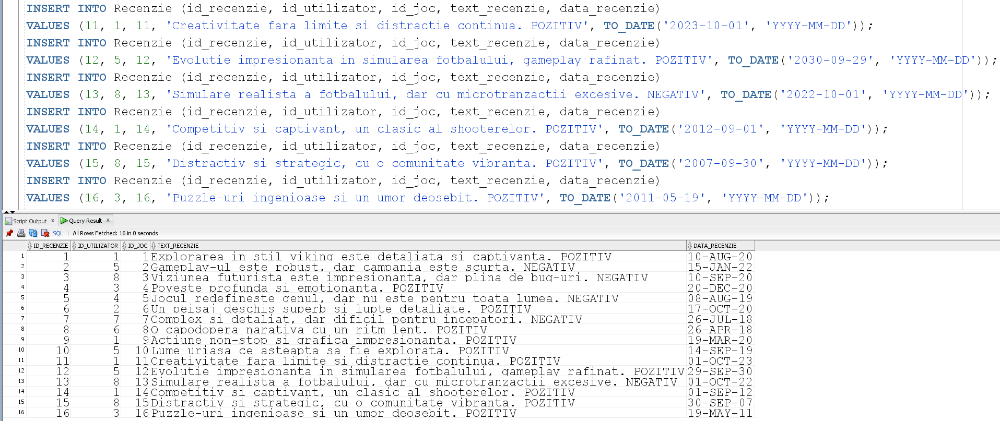 INSERT INTO Recenzie (id_recenzie, id_utilizator, id_joc, text_recenzie, data_recenzie)
VALUES (11, 1, 11, 'Creativitate fara limite si distractie continua. POZITIV', TO_DATE('2023-10-01', 'YYYY-MM-DD'));
INSERT INTO Recenzie (id_recenzie, id_utilizator, id_joc, text_recenzie, data_recenzie)
VALUES (12, 5, 12, 'Evolutie impresionanta in simularea fotbalului, gameplay rafinat. POZITIV', TO_DATE('2030-09-29', 'YYYY-MM-DD'));
INSERT INTO Recenzie (id_recenzie, id_utilizator, id_joc, text_recenzie, data_recenzie)
VALUES (13, 8, 13, 'Simulare realista a fotbalului, dar cu microtranzactii excesive. NEGATIV', TO_DATE('2022-10-01', 'YYYY-MM-DD'));
INSERT INTO Recenzie (id_recenzie, id_utilizator, id_joc, text_recenzie, data_recenzie)
VALUES (14, 1, 14, 'Competitiv si captivant, un clasic al shooterelor. POZITIV', TO_DATE('2012-09-01', 'YYYY-MM-DD'));
INSERT INTO Recenzie (id_recenzie, id_utilizator, id_joc, text_recenzie, data_recenzie)
VALUES (15, 8, 15, 'Distractiv si strategic, cu o comunitate vibranta. POZITIV', TO_DATE('2007-09-30', 'YYYY-MM-DD'));
INSERT INTO Recenzie (id_recenzie, id_utilizator, id_joc, text_recenzie, data_recenzie)
VALUES (16, 3, 16, 'Puzzle-uri ingenioase si un umor deosebit. POZITIV', TO_DATE('2011-05-19', 'YYYY-MM-DD'));
Script Output x Query Result x
SQL | All Rows Fetched: 16 in 0 seconds
ID_RECENZIE ID_UTILIZATOR ID_JOC TEXT_RECENZIE DATA_RECENZIE
1 1 1 1 Explorarea in stil viking este detaliata si captivanta. POZITIV 10-AUG-20
2 2 5 2 Gameplay-ul este robust, dar campania este scurta. NEGATIV 15-JAN-22
3 3 8 3 Viziunea futurista este impresionanta, dar plina de bug-uri. NEGATIV 10-SEP-20
4 4 3 4 Poveste profunda si emotionanta. POZITIV 20-DEC-20
5 5 4 5 Jocul redefineste genul, dar nu este pentru toata lumea. NEGATIV 08-AUG-19
6 6 2 6 Un peisaj deschis superb si lupte detaliate. POZITIV 17-OCT-20
7 7 7 7 Complex si detaliat, dar dificil pentru incepatori. NEGATIV 26-JUL-18
8 8 6 8 O capodopera narativa cu un ritm lent. POZITIV 26-APR-18
9 9 1 9 Actiune non-stop si grafica impresionanta. POZITIV 19-MAR-20
10 10 5 10 Lume uriasa ce asteapta sa fie explorata. POZITIV 14-SEP-19
11 11 1 11 Creativitate fara limite si distractie continua. POZITIV 01-OCT-23
12 12 5 12 Evolutie impresionanta in simularea fotbalului, gameplay rafinat. POZITIV 29-SEP-30
13 13 8 13 Simulare realista a fotbalului, dar cu microtranzactii excesive. NEGATIV 01-OCT-22
14 14 1 14 Competitiv si captivant, un clasic al shooterelor. POZITIV 01-SEP-12
15 15 8 15 Distractiv si strategic, cu o comunitate vibranta. POZITIV 30-SEP-07
16 16 3 16 Puzzle-uri ingenioase si un umor deosebit. POZITIV 19-MAY-11